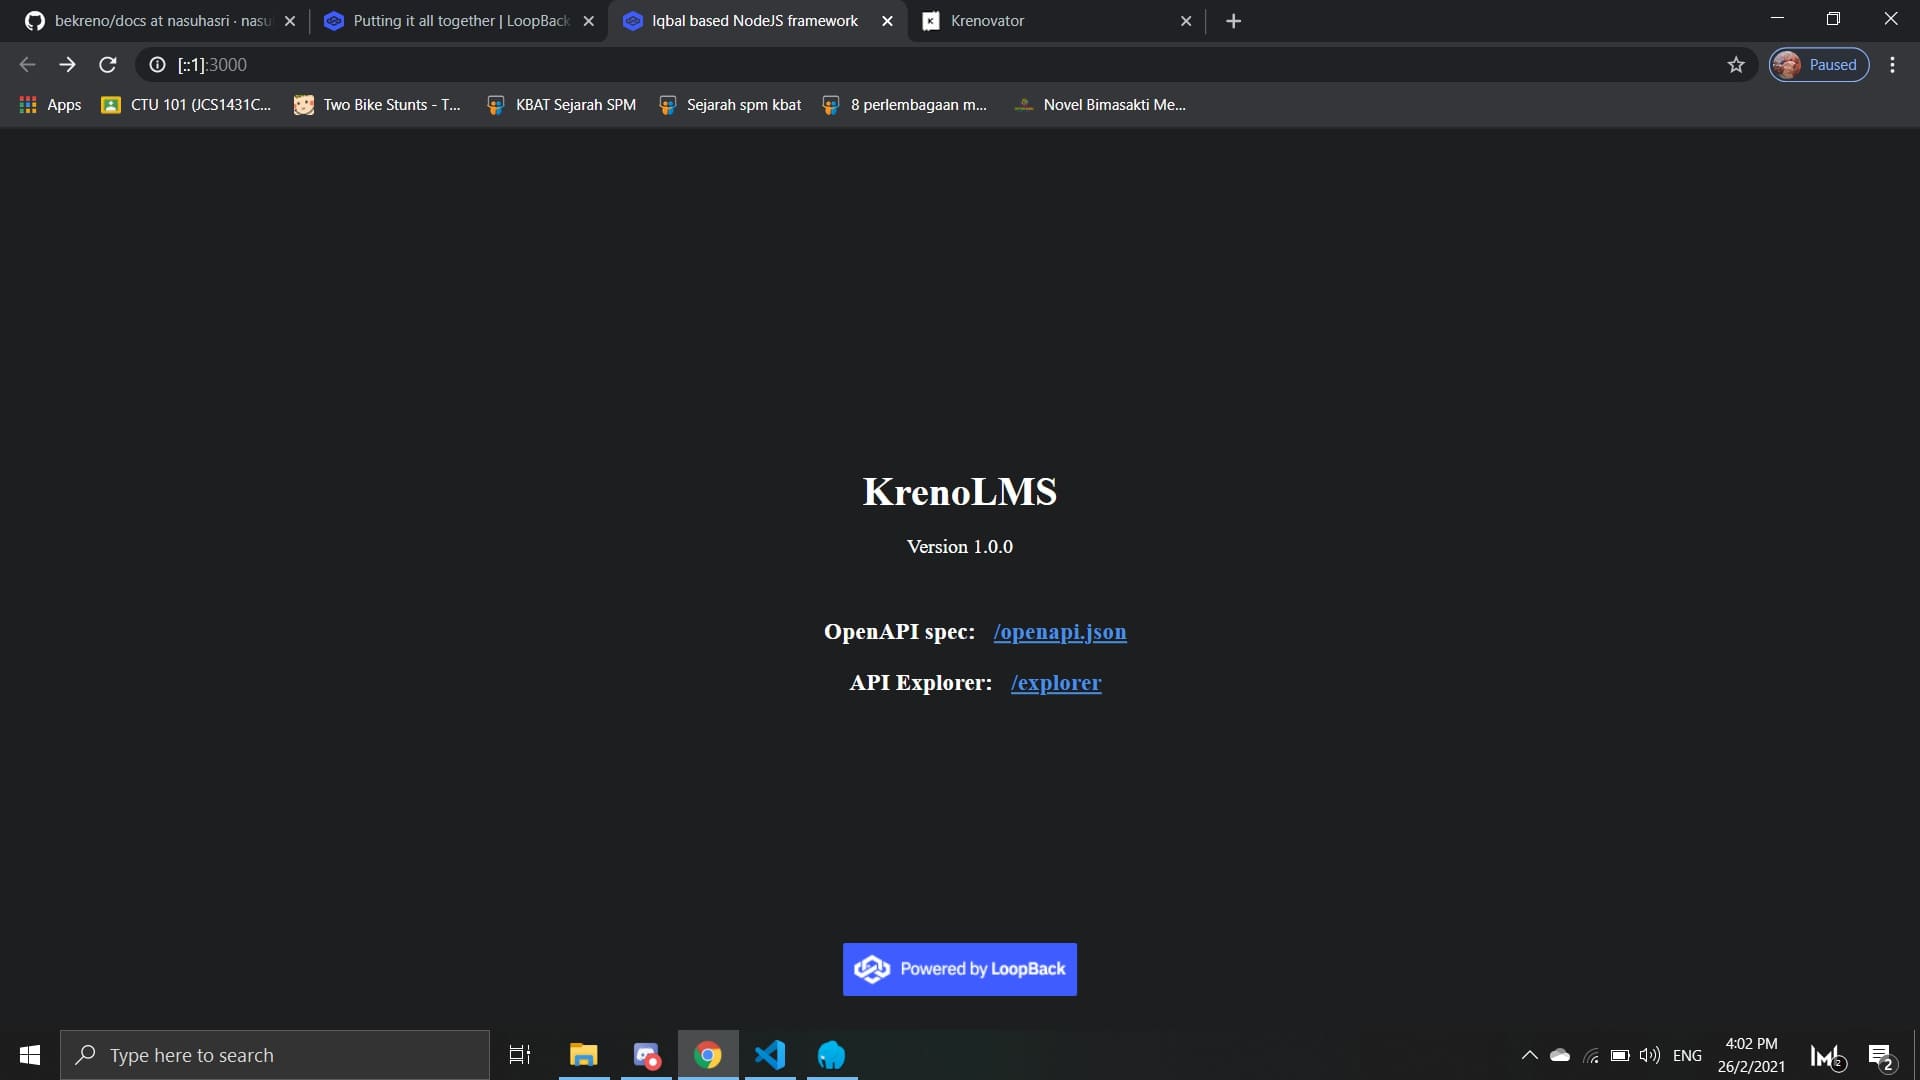 bekreno/docs at nasuhasri · nasu
Putting it all together | LoopBack
Iqbal based NodeJS framework
Krenovator
[::1]:3000
Paused
Apps
CTU 101 (JCS1431C...
Two Bike Stunts - T...
KBAT Sejarah SPM
Sejarah spm kbat
8 perlembagaan m...
Novel Bimasakti Me...
KrenoLMS
Version 1.0.0
OpenAPI spec: /openapi.json
API Explorer: /explorer
Powered by LoopBack
Type here to search
ENG
4:02 PM
26/2/2021
2
2